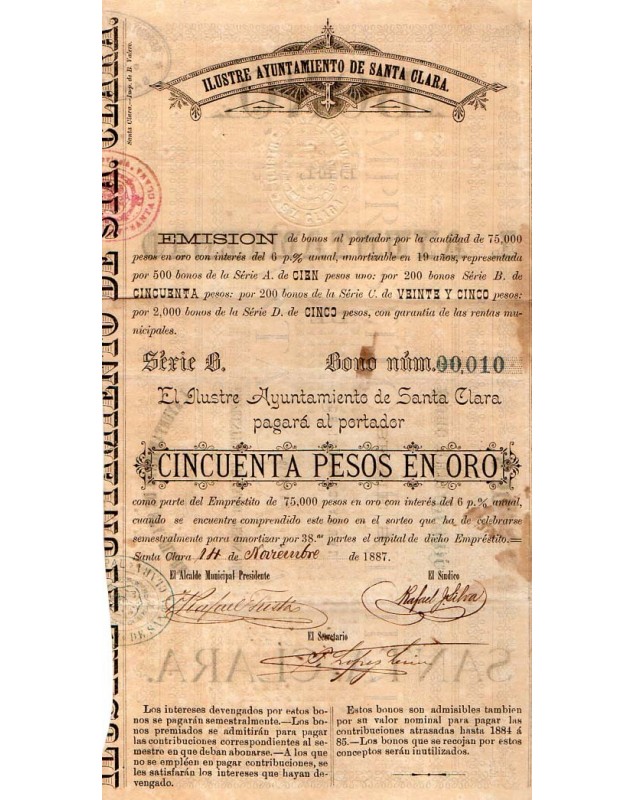 ILUSTRE AYUNTAMIENTO DE SANTA CLARA.
Santa Clara.—Imp. de B. Valero.
AYUNTAMIENTO DE STA. CLARA.
EMISION de bonos al portador por la cantidad de 75,000
pesos en oro con interés del 6 p.% anual, amortizable en 19 años, representada
por 500 bonos de la Série A. de CIEN pesos uno: por 200 bonos Série B. de
CINCUENTA pesos: por 200 bonos de la Série C. de VEINTE Y CINCO pesos:
por 2,000 bonos de la Série D. de CINCO pesos, con garantia de las rentas mu-
nicipales.
Série B. Bono núm. 00,010
El Ilustre Ayuntamiento de Santa Clara
pagará al portador
CINCUENTA PESOS EN ORO
como parte del Empréstito de 75,000 pesos en oro con interés del 6 p.% anual,
cuando se encuentre comprendido este bono en el sorteo que ha de celebrarse
semestralmente para amortizar por 38.as partes el capital de dicho Empréstito.=
Santa Clara 14 de Noviembre de 1887.
El Alcalde Municipal Presidente El Síndico
Rafael J. Silva
El Secretario
Los intereses devengados por estos bo-
nos se pagarán semestralmente.—Los bo-
nos premiados se admitirán para pagar
las contribuciones correspondientes al se-
mestre en que deban abonarse.—A los que
no se empléen en pagar contribuciones, se
les satisfarán los intereses que hayan de-
vengado.
Estos bonos son admisibles tambien
por su valor nominal para pagar las
contribuciones atrasadas hasta 1884 á
85.—Los bonos que se recojan por estos
conceptos serán inutilizados.